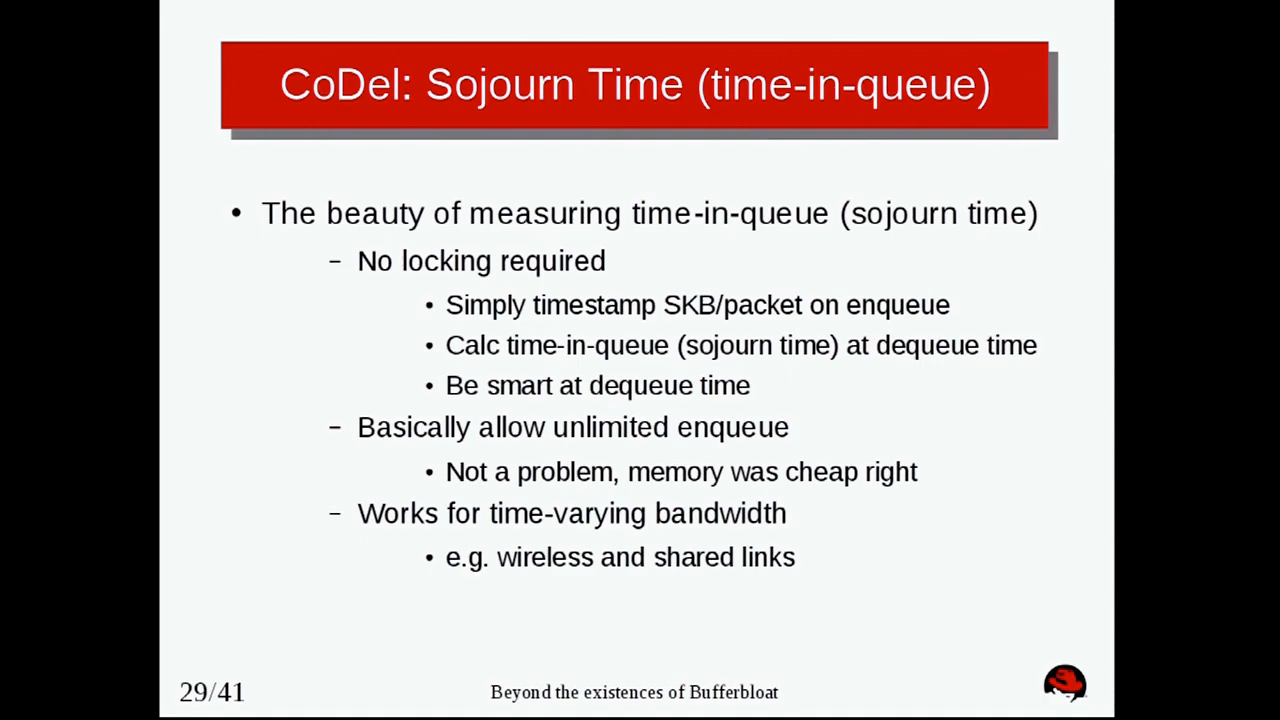 CoDel: Sojourn Time (time-in-queue)
• The beauty of measuring time-in-queue (sojourn time)
– No locking required
• Simply timestamp SKB/packet on enqueue
• Calc time-in-queue (sojourn time) at dequeue time
• Be smart at dequeue time
– Basically allow unlimited enqueue
• Not a problem, memory was cheap right
– Works for time-varying bandwidth
• e.g. wireless and shared links
29/41
Beyond the existences of Bufferbloat